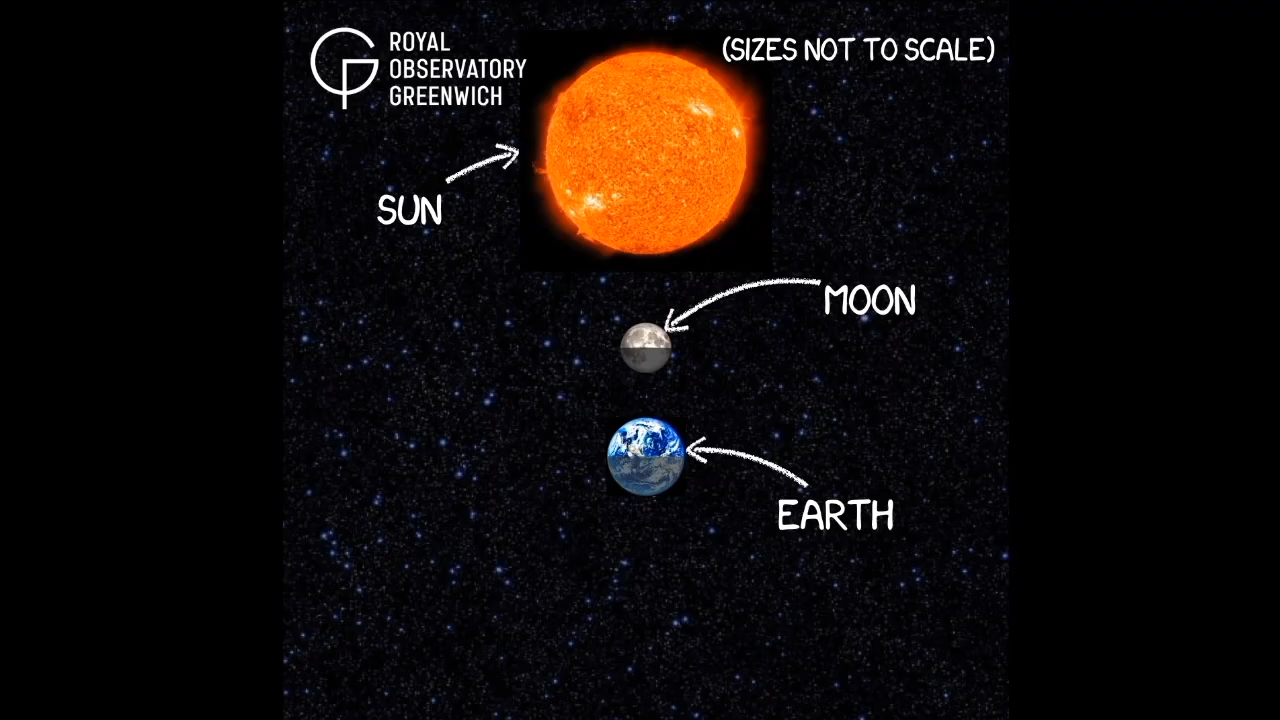 ROYAL
OBSERVATORY
GREENWICH
(SIZES NOT TO SCALE)
SUN
MOON
EARTH